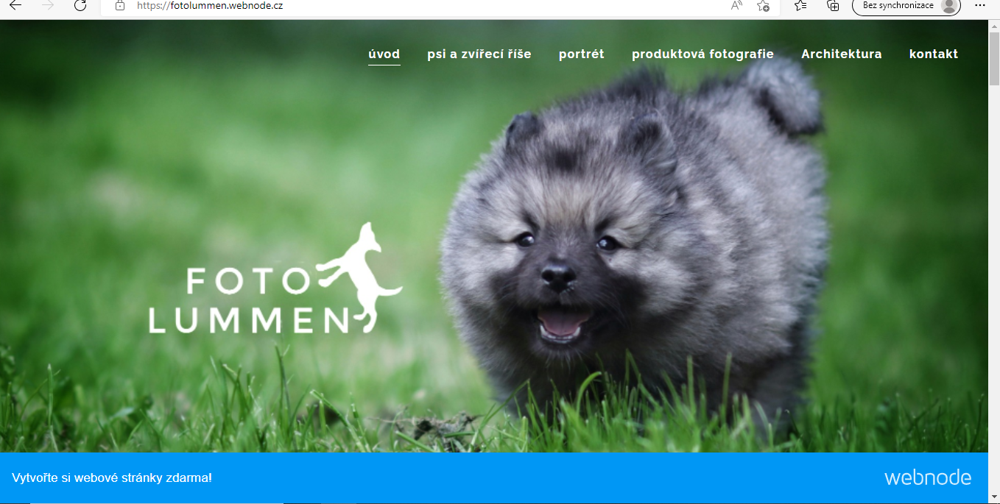 https://fotolummen.webnode.cz
Bez synchronizace
úvod psi a zvířecí říše portrét produktová fotografie Architektura kontakt
FOTO
LUMMEN
Vytvořte si webové stránky zdarma!
webnode